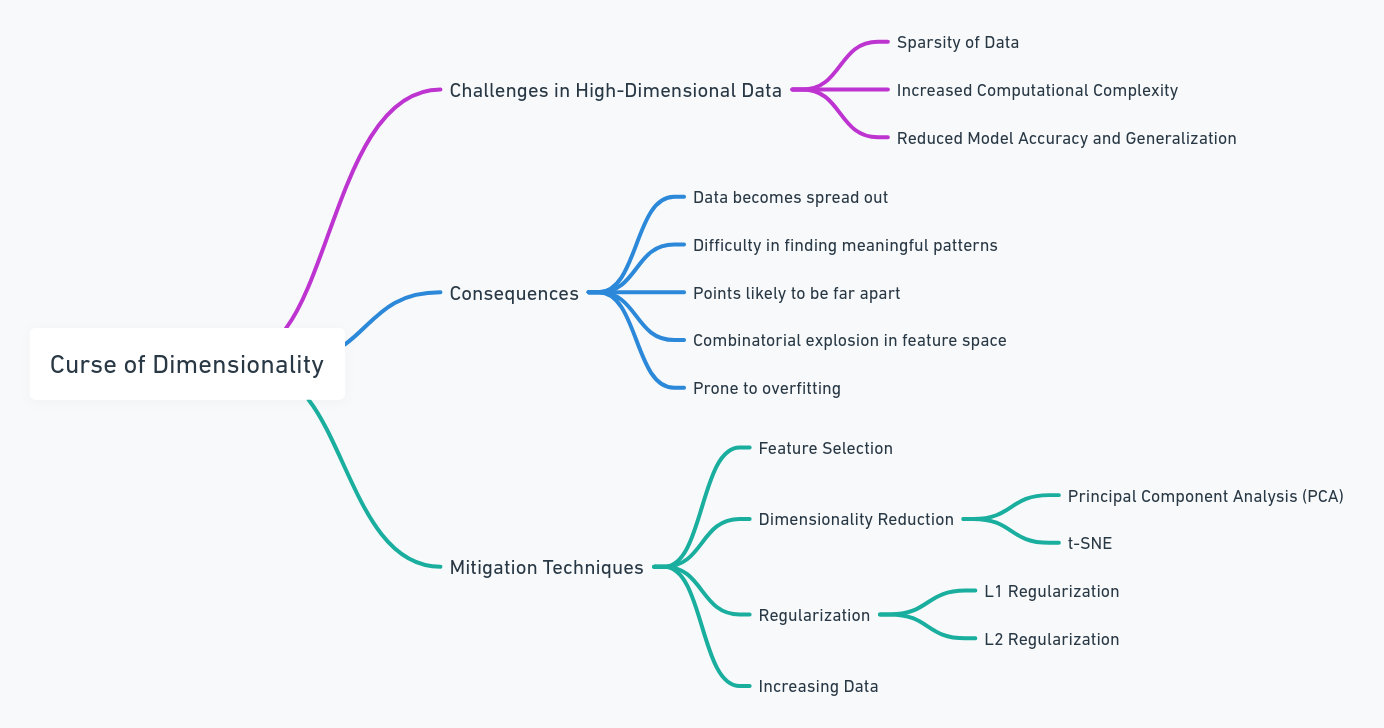 Curse of Dimensionality
Challenges in High-Dimensional Data
Sparsity of Data
Increased Computational Complexity
Reduced Model Accuracy and Generalization
Consequences
Data becomes spread out
Difficulty in finding meaningful patterns
Points likely to be far apart
Combinatorial explosion in feature space
Prone to overfitting
Mitigation Techniques
Feature Selection
Dimensionality Reduction
Principal Component Analysis (PCA)
t-SNE
Regularization
L1 Regularization
L2 Regularization
Increasing Data